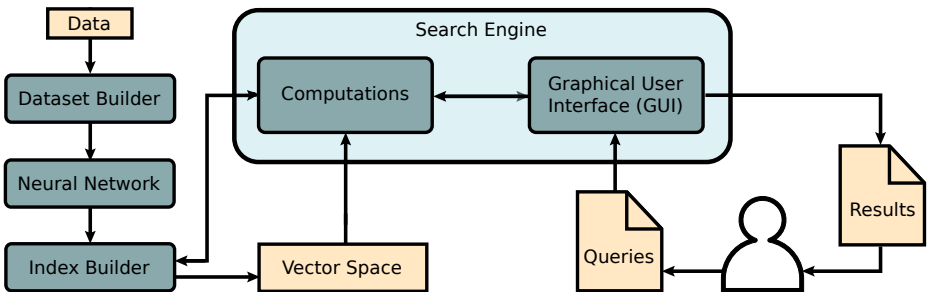 Data
Search Engine
Dataset Builder
Computations
Graphical User
Interface (GUI)
Neural Network
Results
Index Builder
Vector Space
Queries